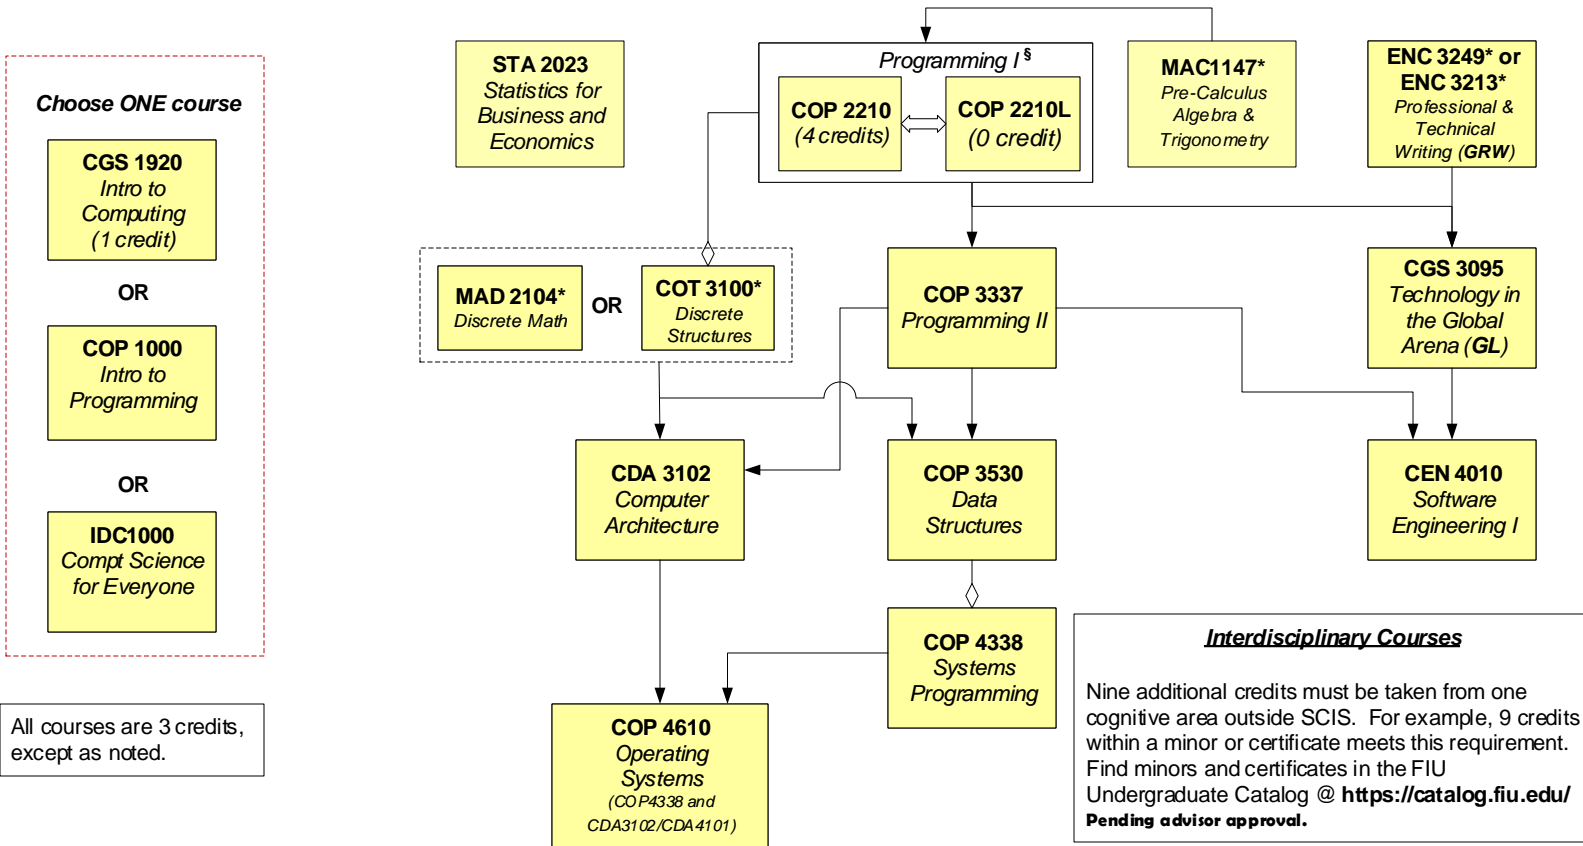 Choose ONE course
CGS 1920
Intro to
Computing
(1 credit)
OR
COP 1000
Intro to
Programming
OR
IDC1000
Compt Science
for Everyone
All courses are 3 credits,
except as noted.
STA 2023
Statistics for
Business and
Economics
Programming I §
COP 2210
(4 credits)
COP 2210L
(0 credit)
MAC1147*
Pre-Calculus
Algebra &
Trigonometry
ENC 3249* or
ENC 3213*
Professional &
Technical
Writing (GRW)
MAD 2104*
Discrete Math
OR
COT 3100*
Discrete
Structures
COP 3337
Programming II
CGS 3095
Technology in
the Global
Arena (GL)
CDA 3102
Computer
Architecture
COP 3530
Data
Structures
CEN 4010
Software
Engineering I
COP 4338
Systems
Programming
COP 4610
Operating
Systems
(COP4338 and
CDA3102/CDA4101)
Interdisciplinary Courses
Nine additional credits must be taken from one
cognitive area outside SCIS. For example, 9 credits
within a minor or certificate meets this requirement.
Find minors and certificates in the FIU
Undergraduate Catalog @ https://catalog.fiu.edu/
Pending advisor approval.